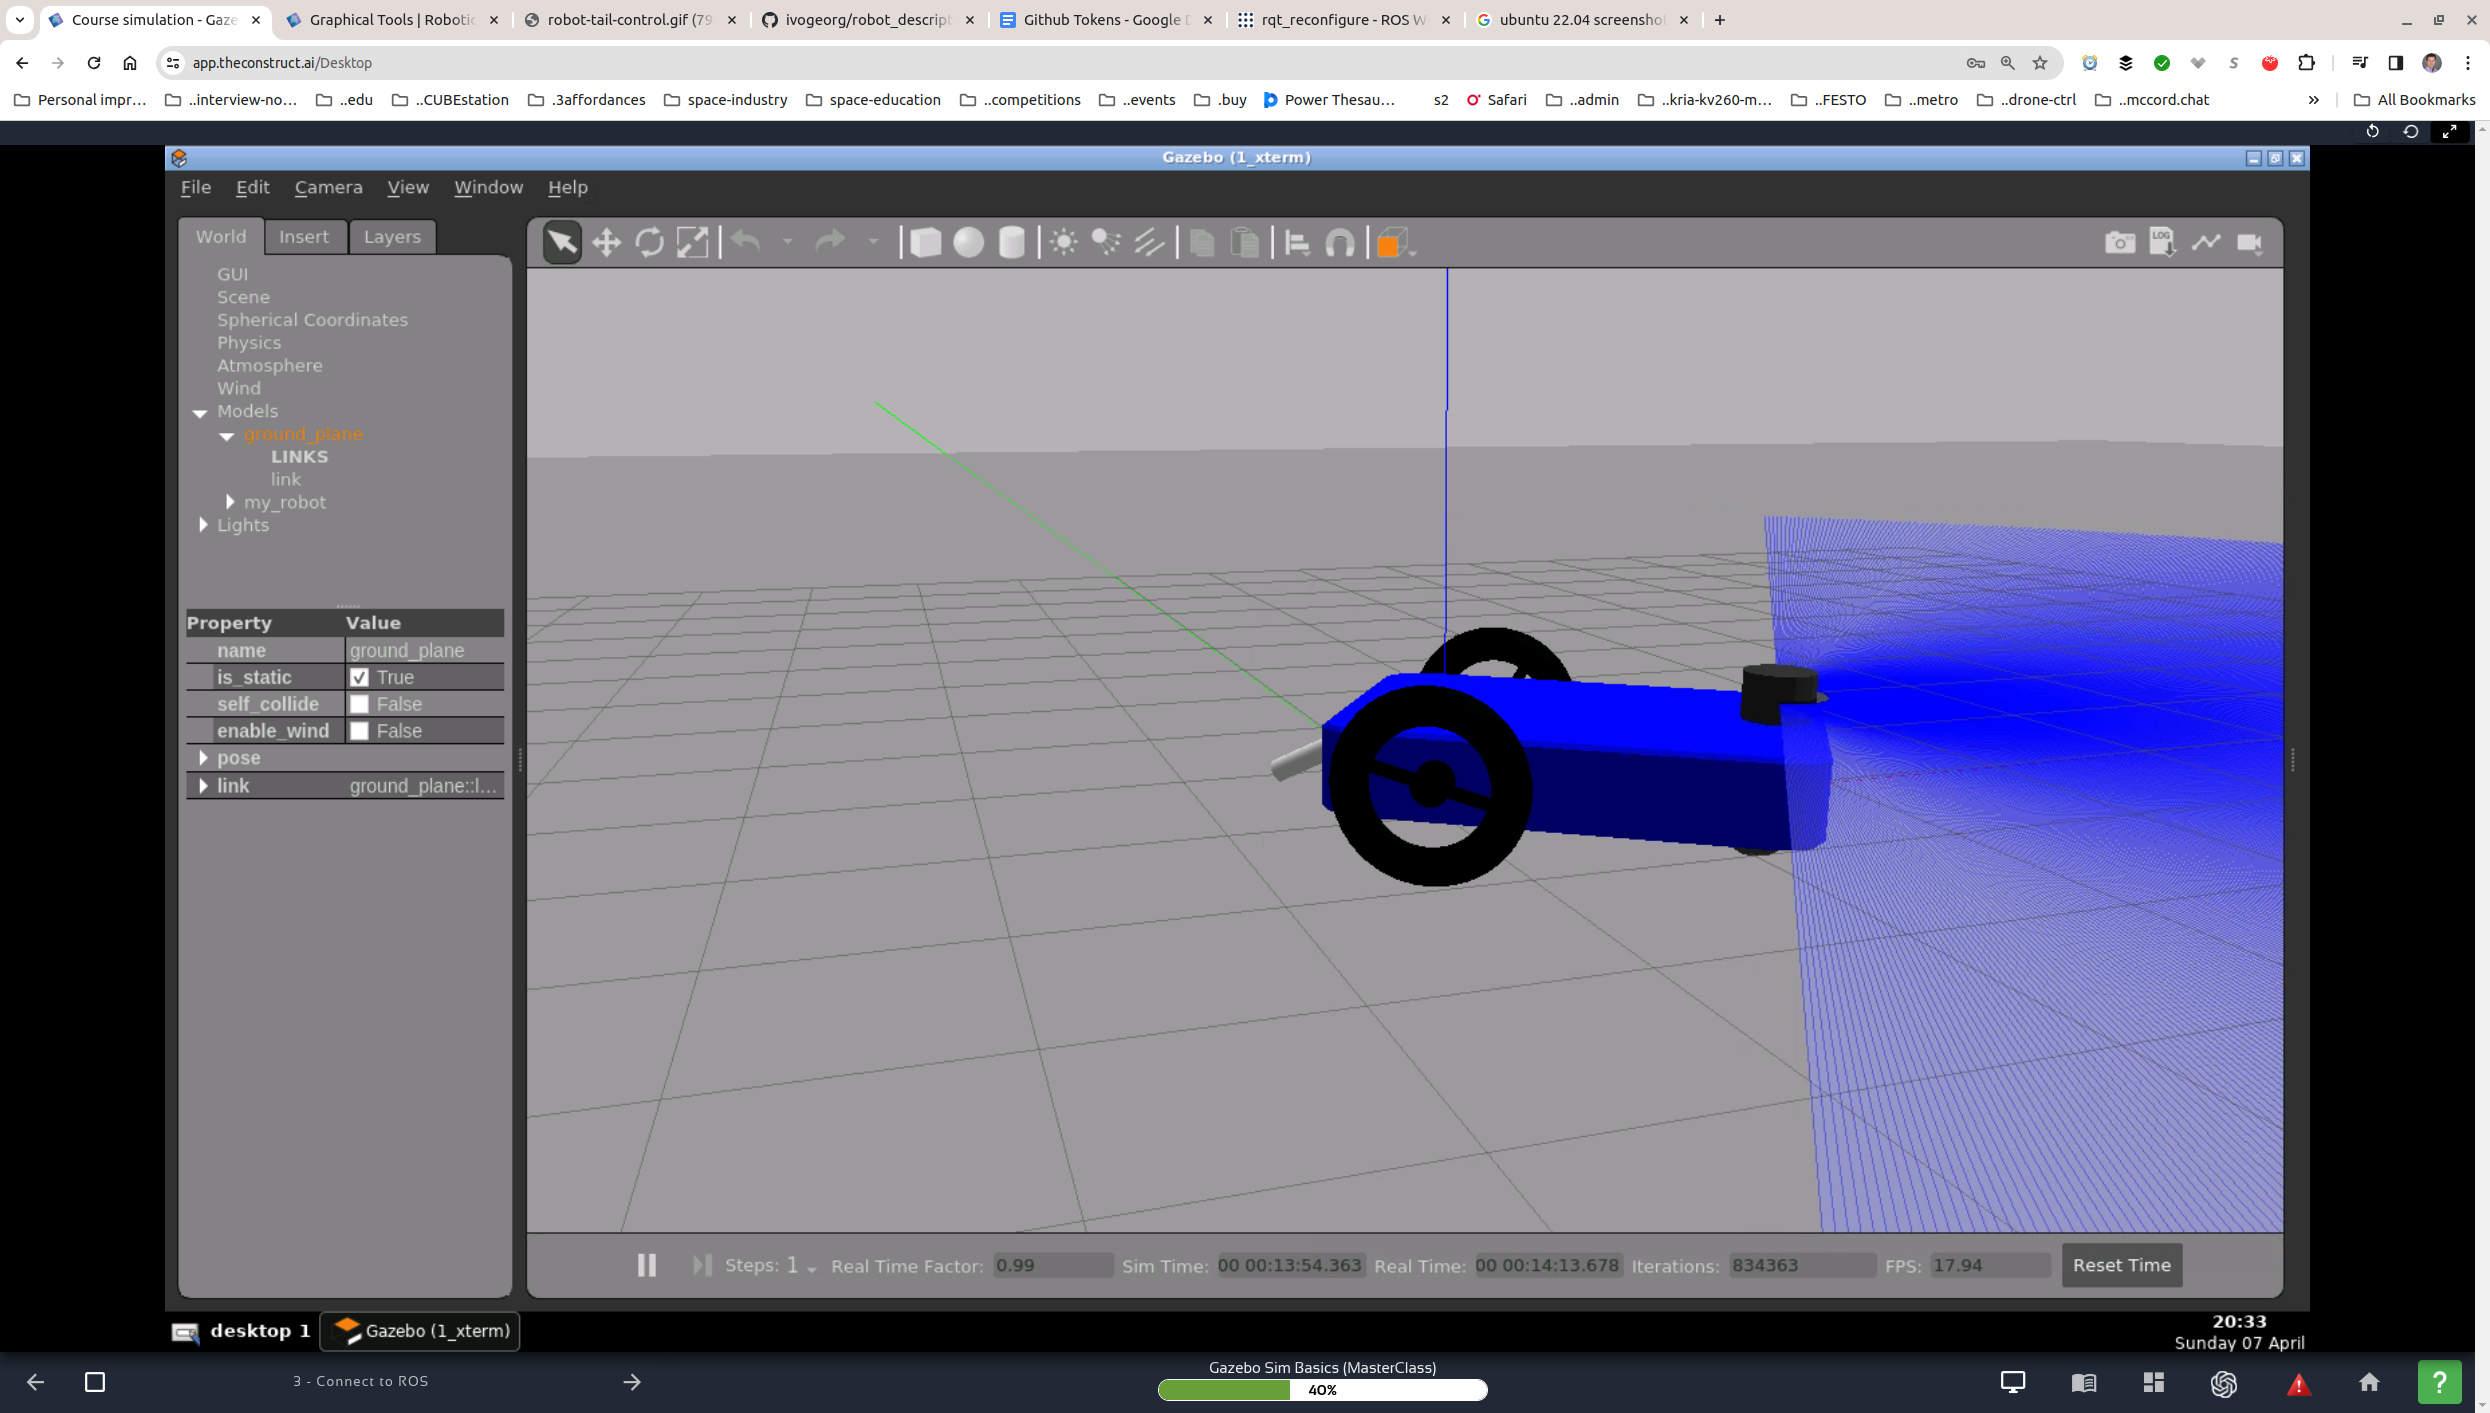 Course simulation - Gaze
Graphical Tools | Robotic
robot-tail-control.gif (79
ivogeorg/robot_descript
Github Tokens - Google D
rqt_reconfigure - ROS W
ubuntu 22.04 screensho
app.theconstruct.ai/Desktop
Personal impr...
..interview-no...
..edu
..CUBEstation
.3affordances
space-industry
space-education
..competitions
..events
.buy
Power Thesau...
s2
Safari
..admin
..kria-kv260-m...
..FESTO
..metro
..drone-ctrl
..mccord.chat
»
All Bookmarks
Gazebo (1_xterm)
File Edit Camera View Window Help
World Insert Layers
LOG
GUI
Scene
Spherical Coordinates
Physics
Atmosphere
Wind
Models
ground_plane
LINKS
link
my_robot
Lights
Property Value
name ground_plane
is_static True
self_collide False
enable_wind False
pose
link ground_plane::l...
Steps: 1 Real Time Factor: 0.99 Sim Time: 00 00:13:54.363 Real Time: 00 00:14:13.678 Iterations: 834363 FPS: 17.94 Reset Time
desktop 1 Gazebo (1_xterm)
20:33
Sunday 07 April
3 - Connect to ROS
Gazebo Sim Basics (MasterClass)
40%
?